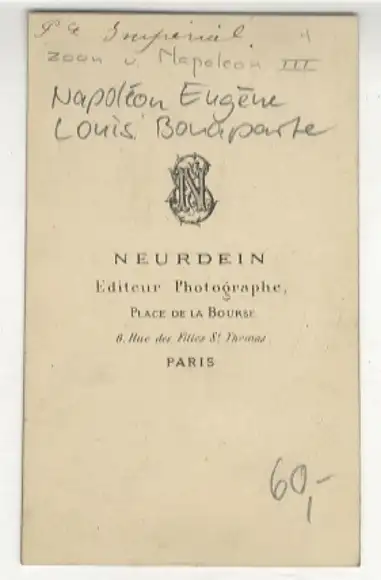 Pce Imperial.
zoon v. Napoleon III
Napoléon Eugène
Louis Bonaparte
N
NEURDEIN
Editeur Photographe,
PLACE DE LA BOURSE
6. Rue des Filles St Thomas
PARIS
60,-